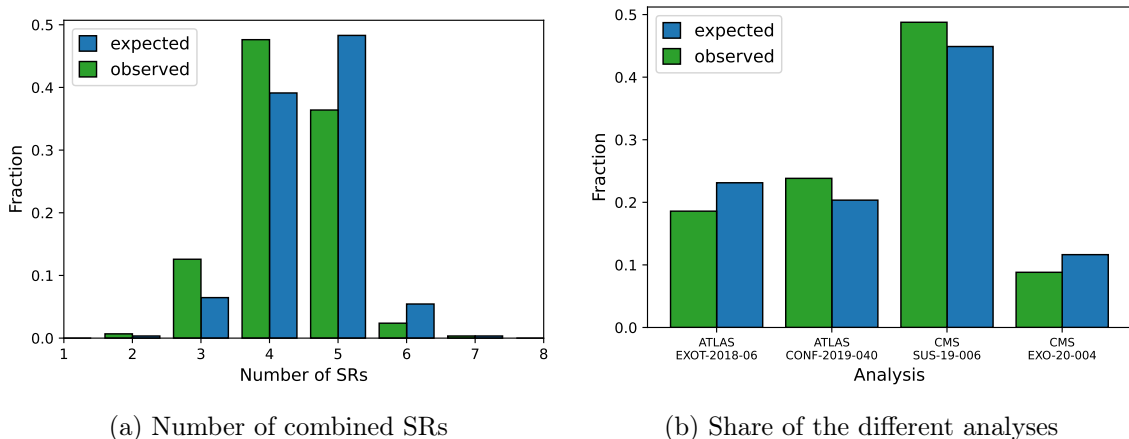 0.5
0.4
0.3
0.2
0.1
0.0
Fraction
expected
observed
1 2 3 4 5 6 7 8
Number of SRs
(a) Number of combined SRs
0.5
0.4
0.3
0.2
0.1
0.0
Fraction
expected
observed
ATLAS
EXOT-2018-06
ATLAS
CONF-2019-040
CMS
SUS-19-006
CMS
EXO-20-004
Analysis
(b) Share of the different analyses